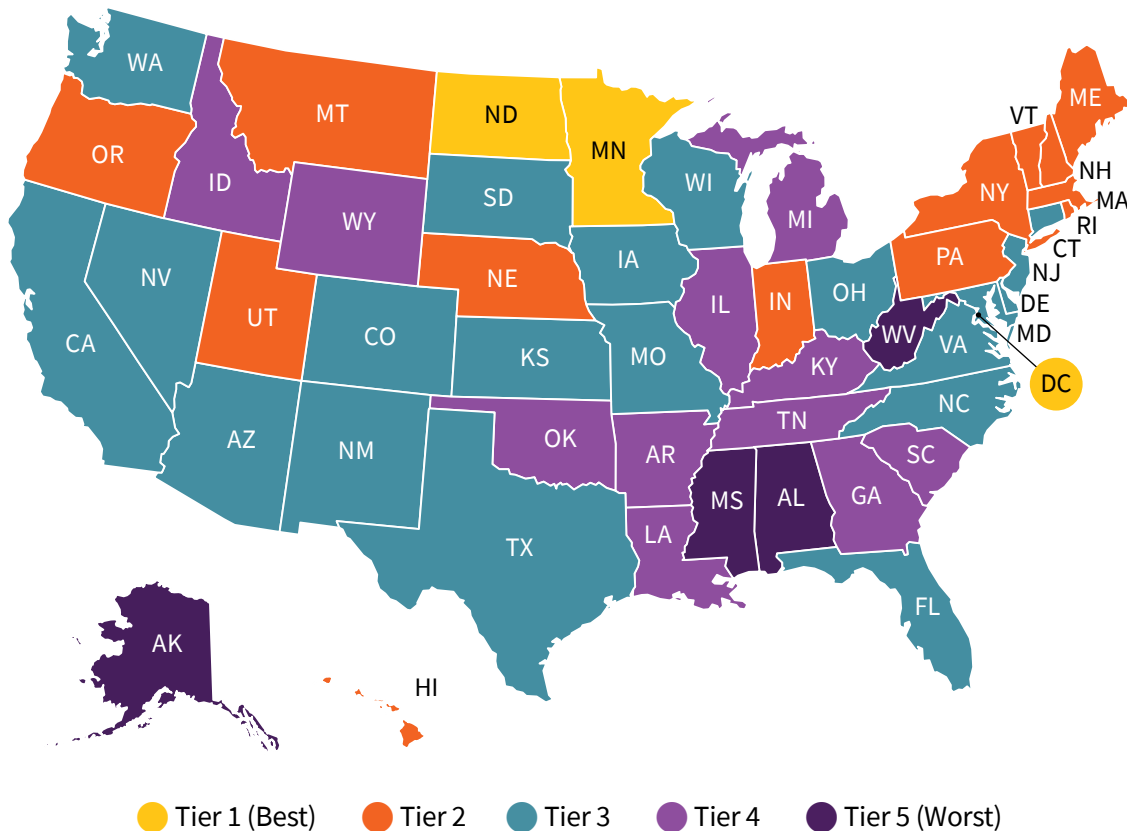 WA
MT
ND
MN
VT
ME
OR
ID
SD
WI
NY
NH
MA
WY
MI
RI
CT
NV
NE
IA
PA
NJ
UT
CO
IL
IN
OH
DE
MD
CA
KS
MO
WV
VA
KY
DC
AZ
NM
OK
AR
TN
NC
SC
TX
LA
MS
AL
GA
FL
AK
HI
Tier 1 (Best)
Tier 2
Tier 3
Tier 4
Tier 5 (Worst)